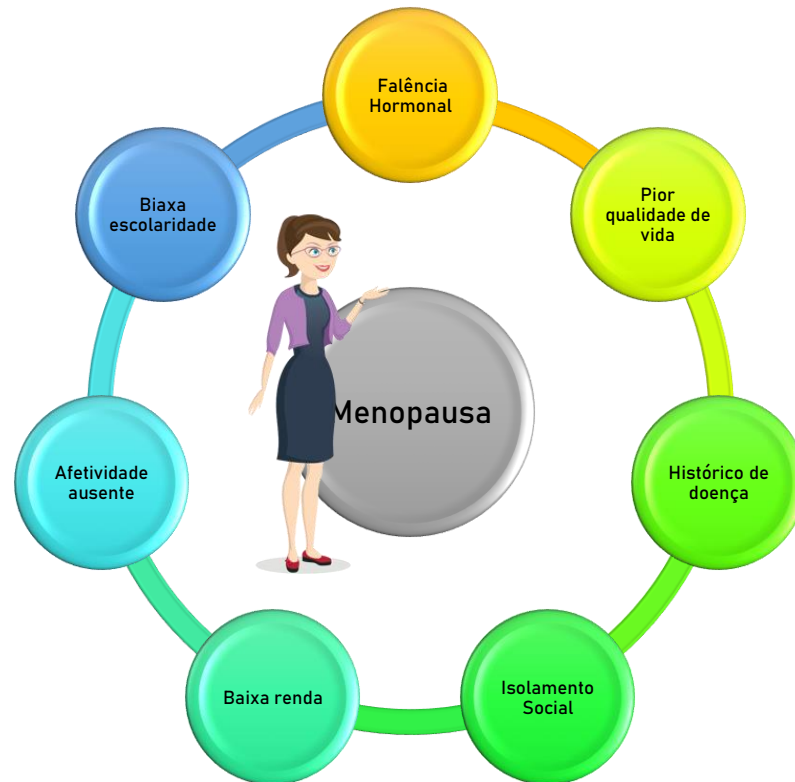 Falência
Hormonal
Pior
qualidade de
vida
Histórico de
doença
Isolamento
Social
Baixa renda
Afetividade
ausente
Biaxa
escolaridade
Menopausa